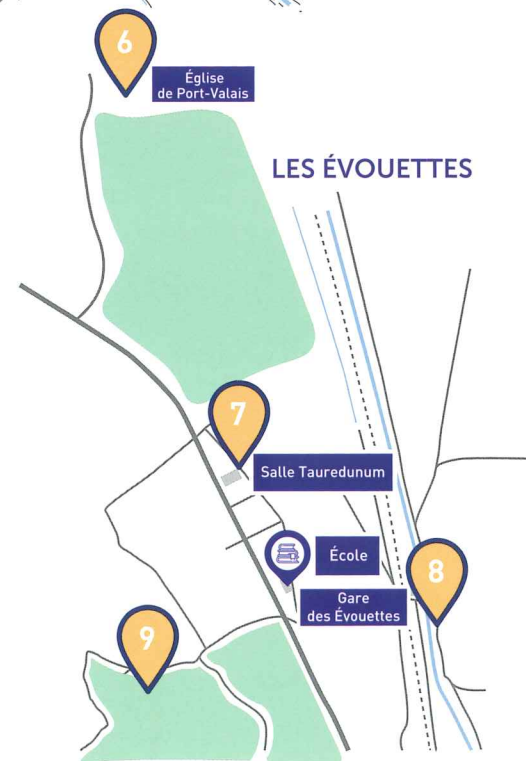 6
Église
de Port-Valais
LES ÉVOUETTES
7
Salle Tauredunum
École
8
Gare
des Évouettes
9